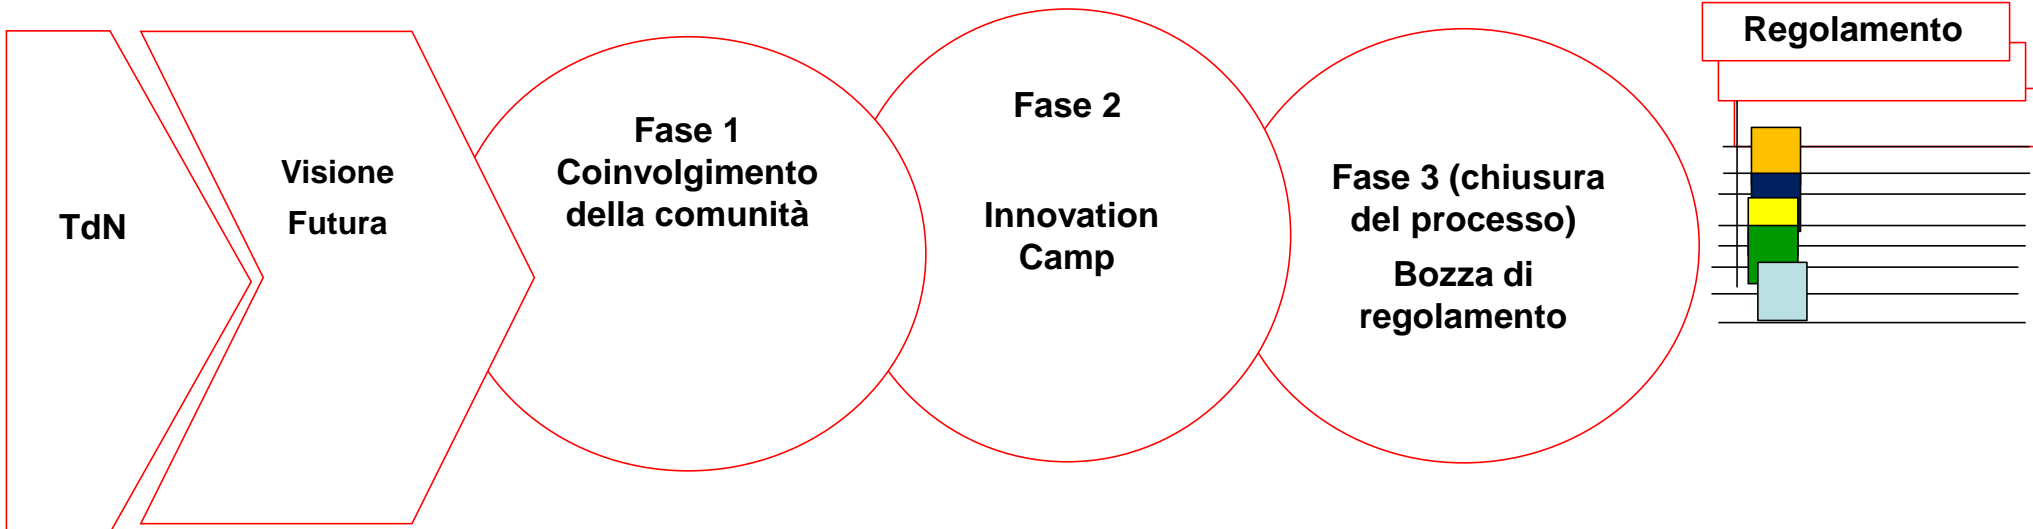 TdN
Visione
Futura
Fase 1
Coinvolgimento
della comunità
Fase 2
Innovation
Camp
Fase 3 (chiusura
del processo)
Bozza di
regolamento
Regolamento